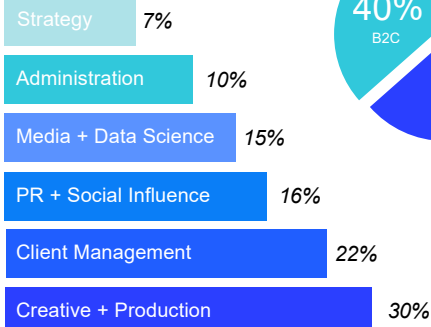 Strategy 7%
40%
B2C
Administration 10%
Media + Data Science 15%
PR + Social Influence 16%
Client Management 22%
Creative + Production 30%